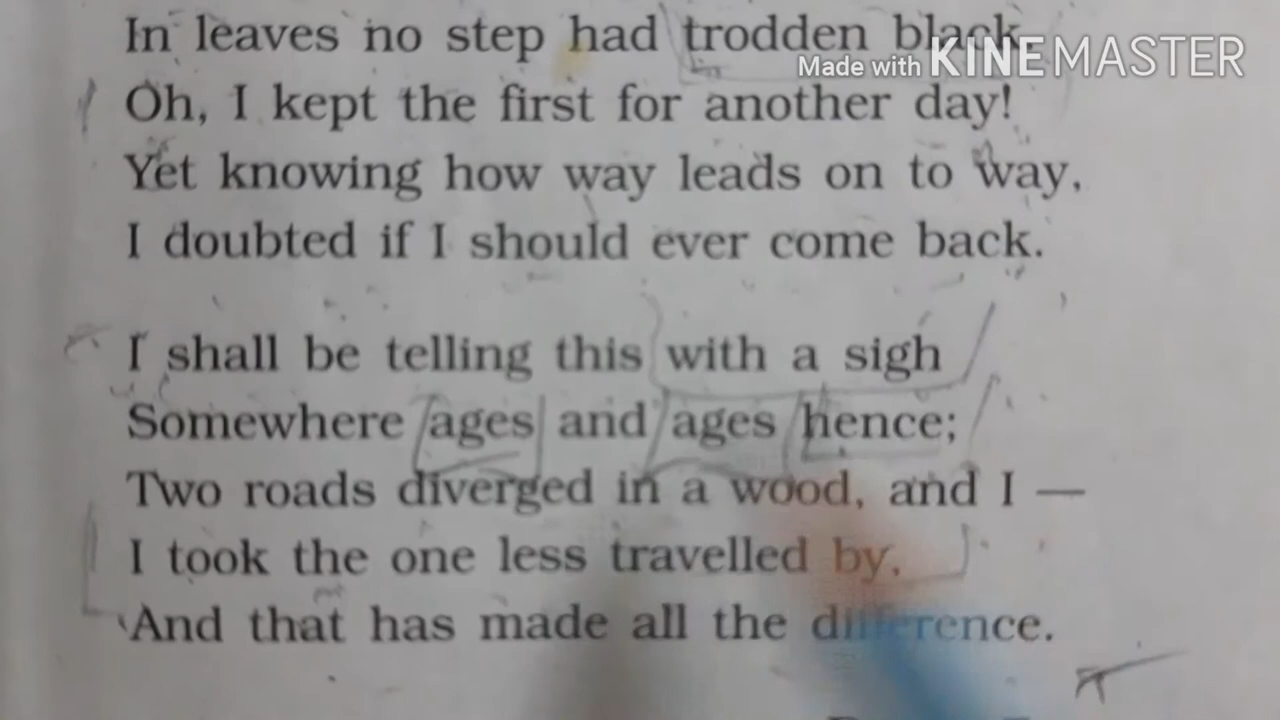 In leaves no step had trodden black
Made with KINEMASTER
Oh, I kept the first for another day!
Yet knowing how way leads on to way,
I doubted if I should ever come back.
I shall be telling this with a sigh
Somewhere ages and ages hence;
Two roads diverged in a wood, and I —
I took the one less travelled by,
And that has made all the difference.